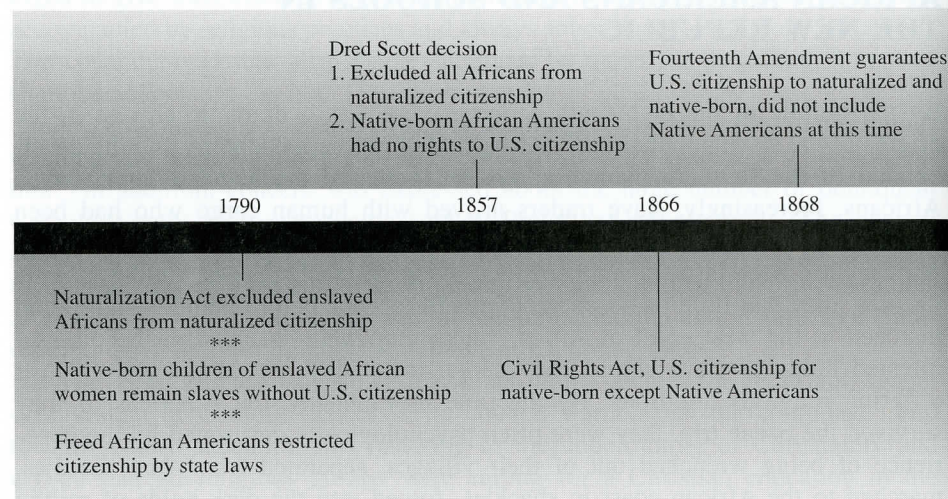 Dred Scott decision
1. Excluded all Africans from
naturalized citizenship
2. Native-born African Americans
had no rights to U.S. citizenship
Fourteenth Amendment guarantees
U.S. citizenship to naturalized and
native-born, did not include
Native Americans at this time
1790
1857
1866
1868
Naturalization Act excluded enslaved
Africans from naturalized citizenship
***
Native-born children of enslaved African
women remain slaves without U.S. citizenship
***
Freed African Americans restricted
citizenship by state laws
Civil Rights Act, U.S. citizenship for
native-born except Native Americans